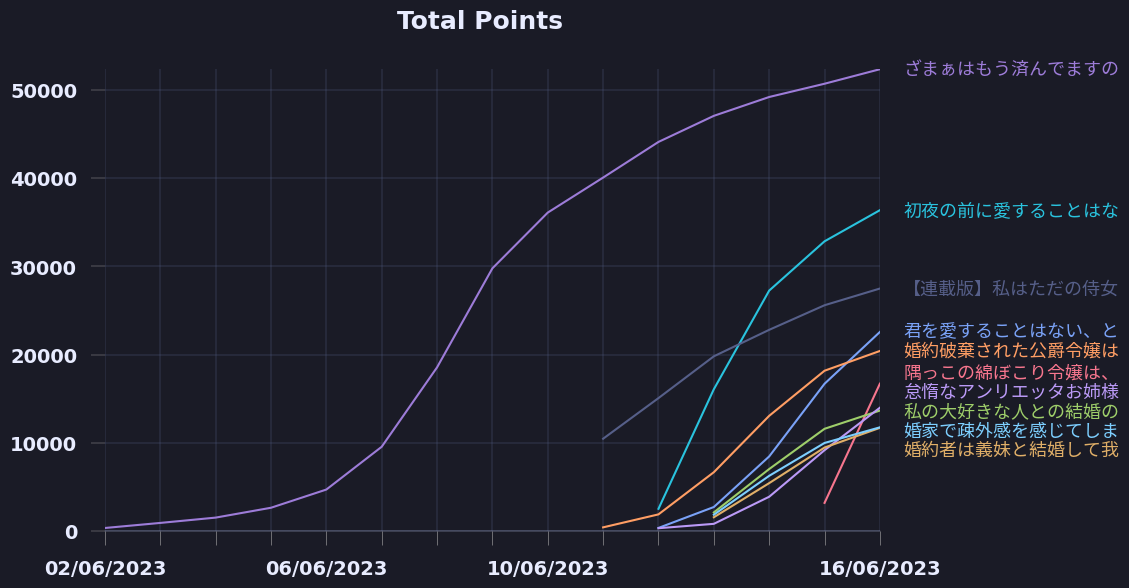 Total Points
50000
40000
30000
20000
10000
0
02/06/2023
06/06/2023
10/06/2023
16/06/2023
ざまぁはもう済んでますの
初夜の前に愛することはな
【連載版】私はただの侍女
君を愛することはない、と
婚約破棄された公爵令嬢は
隅っこの綿ぼこり令嬢は、
怠惰なアンリエッタお姉様
私の大好きな人との結婚の
婚家で疎外感を感じてしま
婚約者は義妹と結婚して我